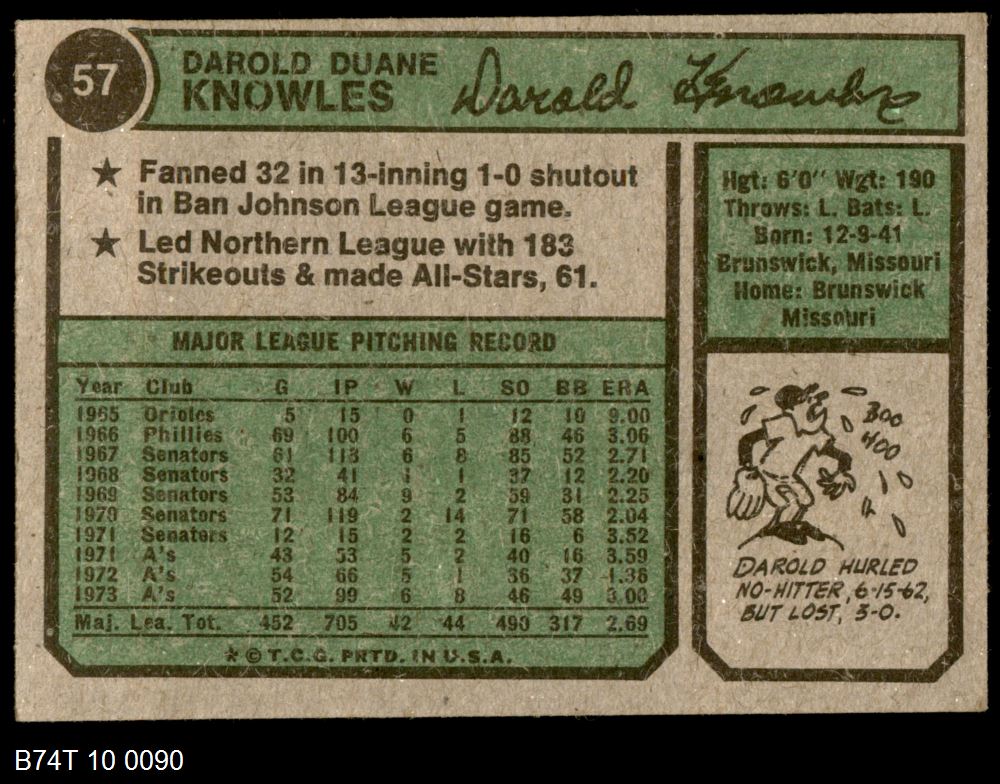 57
DAROLD DUANE
KNOWLES
Darold Knowles
★ Fanned 32 in 13-inning 1-0 shutout
in Ban Johnson League game.
★ Led Northern League with 183
Strikeouts & made All-Stars, 61.
Hgt: 6'0" Wgt: 190
Throws: L. Bats: L.
Born: 12-9-41
Brunswick, Missouri
Home: Brunswick
Missouri
MAJOR LEAGUE PITCHING RECORD
Year Club G IP W L SO BB ERA
1965 Orioles 5 15 0 1 12 10 9.00
1966 Phillies 69 100 6 5 88 46 3.06
1967 Senators 61 113 6 8 85 52 2.71
1968 Senators 32 41 1 1 37 12 2.20
1969 Senators 53 84 9 2 59 31 2.25
1970 Senators 71 119 2 14 71 58 2.04
1971 Senators 12 15 2 2 16 6 3.52
1971 A's 43 53 5 2 40 16 3.59
1972 A's 54 66 5 1 36 37 1.36
1973 A's 52 99 6 8 46 49 3.00
Maj. Lea. Tot. 452 705 42 44 490 317 2.69
* © T.C.G. PRTD. IN U.S.A.
BOO
HOO
DAROLD HURLED
NO-HITTER, 6-15-62,
BUT LOST, 3-0.
B74T 10 0090